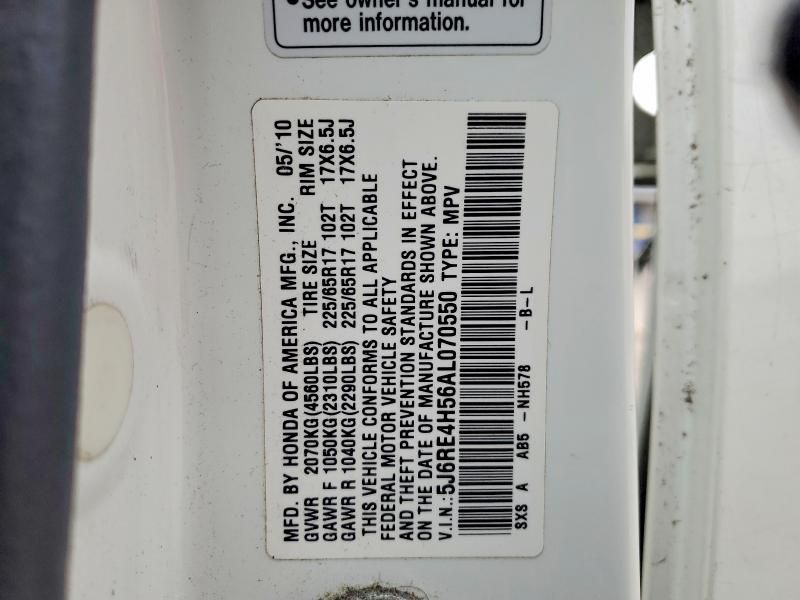 •See owner's manual for
more information.
MFD. BY HONDA OF AMERICA MFG., INC. 05/'10
GVWR 2070KG(4560LBS) TIRE SIZE RIM SIZE
GAWR F 1050KG(2310LBS) 225/65R17 102T 17X6.5J
GAWR R 1040KG(2290LBS) 225/65R17 102T 17X6.5J
THIS VEHICLE CONFORMS TO ALL APPLICABLE
FEDERAL MOTOR VEHICLE SAFETY
AND THEFT PREVENTION STANDARDS IN EFFECT
ON THE DATE OF MANUFACTURE SHOWN ABOVE.
V.I.N.:5J6RE4H56AL070550 TYPE: MPV
SXS A AB5 -NH578 -B-L